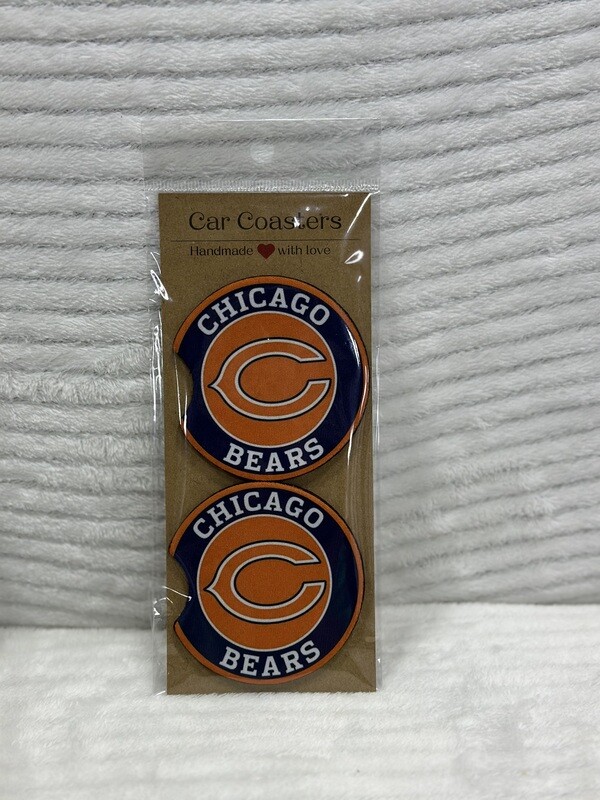 Car Coasters
Handmade ❤ with love
CHICAGO
BEARS
CHICAGO
BEARS